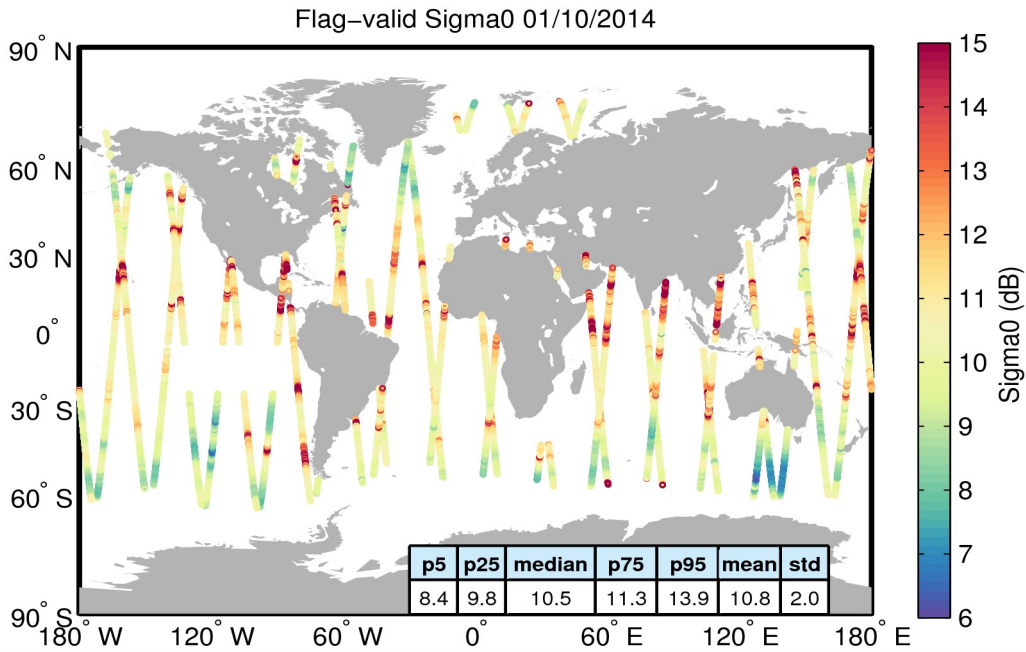 Flag−valid Sigma0 01/10/2014
90° N
60° N
30° N
0°
30° S
60° S
90° S
180° W
120° W
60° W
0°
60° E
120° E
180° E
p5 p25 median p75 p95 mean std
8.4 9.8 10.5 11.3 13.9 10.8 2.0
15
14
13
12
11
10
9
8
7
6
Sigma0 (dB)